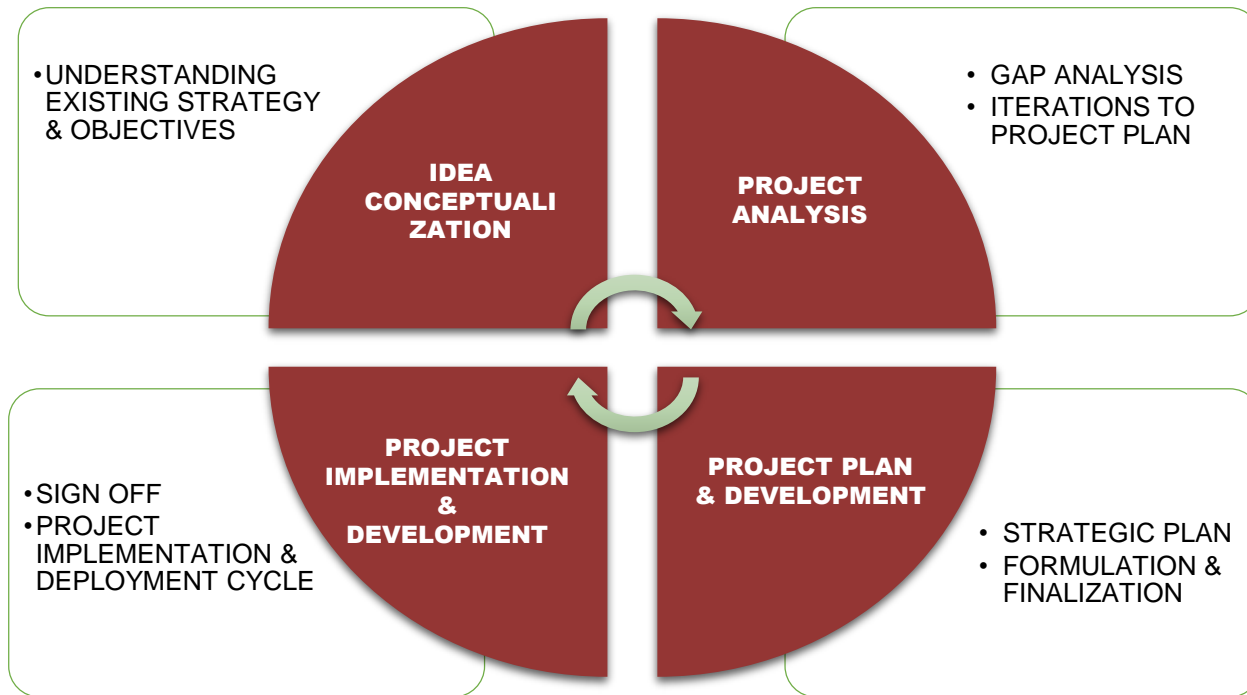 •UNDERSTANDING
EXISTING STRATEGY
& OBJECTIVES
IDEA
CONCEPTUALI
ZATION
• GAP ANALYSIS
• ITERATIONS TO
PROJECT PLAN
PROJECT
ANALYSIS
•SIGN OFF
•PROJECT
IMPLEMENTATION &
DEPLOYMENT CYCLE
PROJECT
IMPLEMENTATION
&
DEVELOPMENT
PROJECT PLAN
& DEVELOPMENT
• STRATEGIC PLAN
• FORMULATION &
FINALIZATION